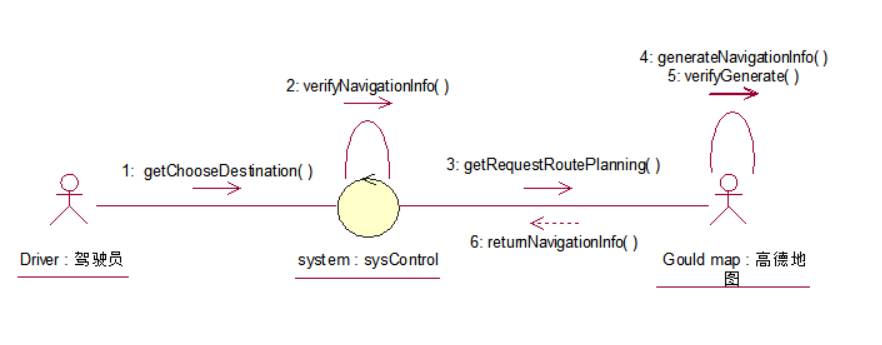 4: generateNavigationInfo( )
5: verifyGenerate( )
2: verifyNavigationInfo( )
1: getChooseDestination( )
3: getRequestRoutePlanning( )
6: returnNavigationInfo( )
Driver : 驾驶员
system : sysControl
Gould map : 高德地
图